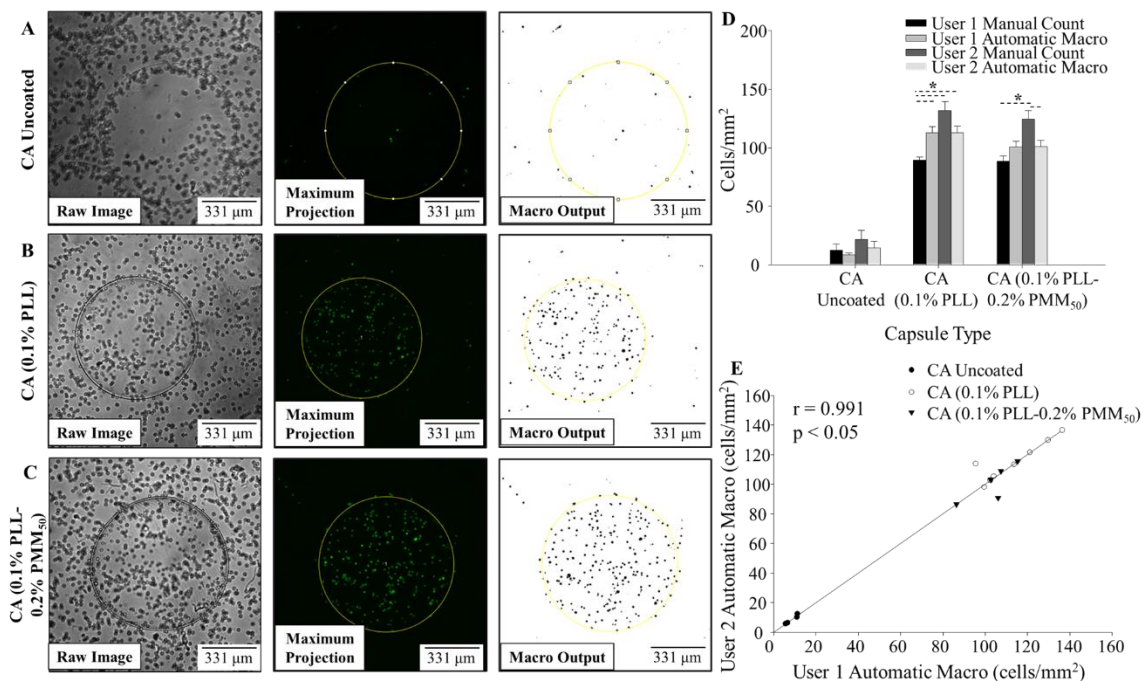 A
CA Uncoated
Raw Image
331 μm
Maximum
Projection
331 μm
Macro Output
331 μm
B
CA (0.1% PLL)
Raw Image
331 μm
Maximum
Projection
331 μm
Macro Output
331 μm
C
CA (0.1% PLL-
0.2% PMM₅₀)
Raw Image
331 μm
Maximum
Projection
331 μm
Macro Output
331 μm
D
User 1 Manual Count
User 1 Automatic Macro
User 2 Manual Count
User 2 Automatic Macro
Cells/mm²
200
150
100
50
0
*
*
CA
Uncoated
CA
(0.1% PLL)
CA (0.1% PLL-
0.2% PMM₅₀)
Capsule Type
E
CA Uncoated
CA (0.1% PLL)
CA (0.1% PLL-0.2% PMM₅₀)
r = 0.991
p < 0.05
User 2 Automatic Macro (cells/mm²)
160
140
120
100
80
60
40
20
0
0 20 40 60 80 100 120 140 160
User 1 Automatic Macro (cells/mm²)